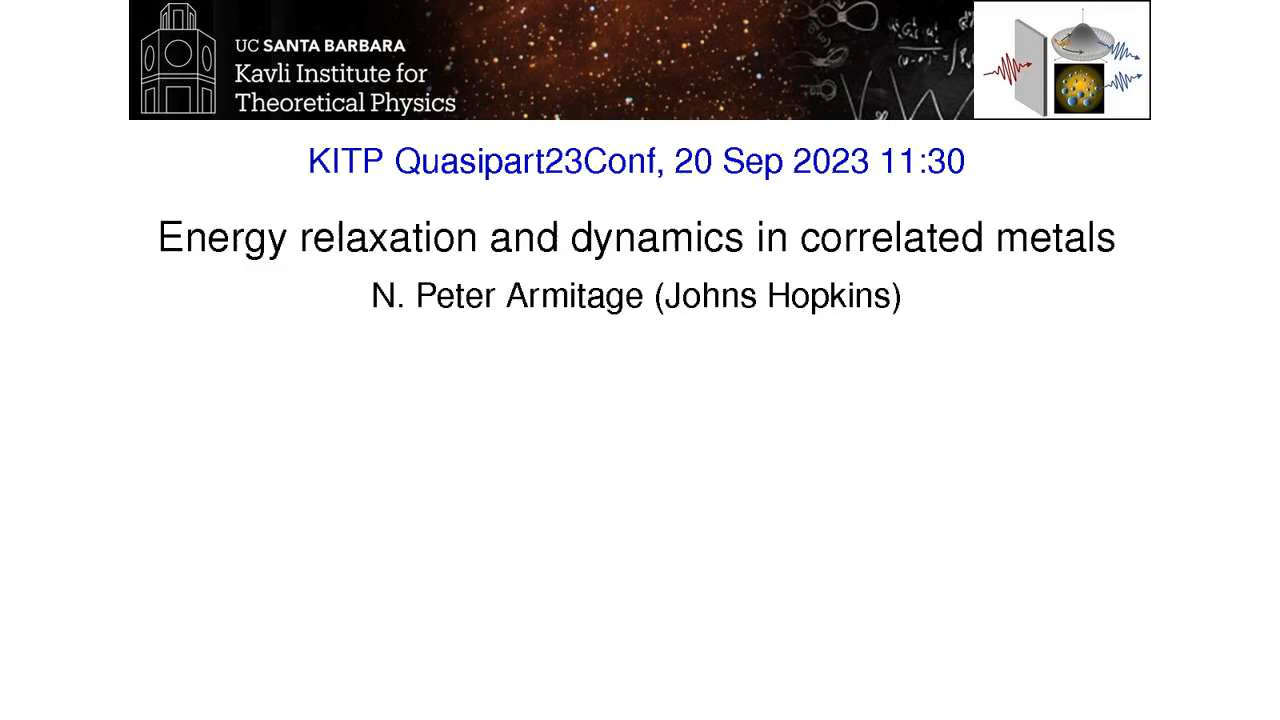 UC SANTA BARBARA
Kavli Institute for
Theoretical Physics
KITP Quasipart23Conf, 20 Sep 2023 11:30
Energy relaxation and dynamics in correlated metals
N. Peter Armitage (Johns Hopkins)